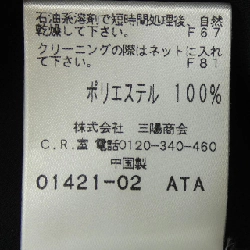 石油系溶剤で短時間処理後、自然
乾燥して下さい。 F67
クリーニングの際はネットに入れ
て下さい。 F81
ポリエステル 100%
株式会社 三陽商会
C.R.室 電話0120-340-460
中国製
01421-02 ATA